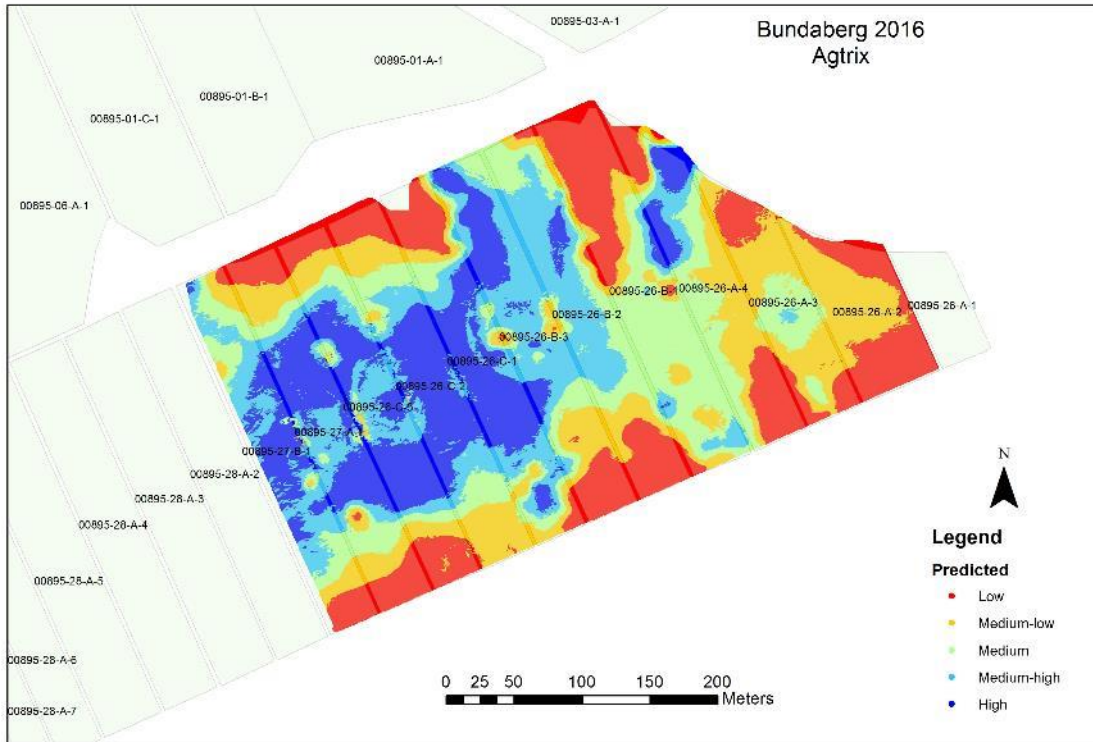 Bundaberg 2016
Agtrix
00895-03-A-1
00895-01-A-1
00895-01-B-1
00895-01-C-1
00895-06-A-1
00895-26-B-1
00895-26-A-4
00895-26-A-3
00895-26-A-2
00895-26-A-1
00895-26-B-2
00895-26-B-3
00895-26-C-1
00895-26-C-2
00895-26-C-3
00895-27-A-1
00895-27-B-1
00895-28-A-2
00895-28-A-3
00895-28-A-4
00895-28-A-5
00895-28-A-6
00895-28-A-7
N
Legend
Predicted
Low
Medium-low
Medium
Medium-high
High
0 25 50 100 150 200
Meters